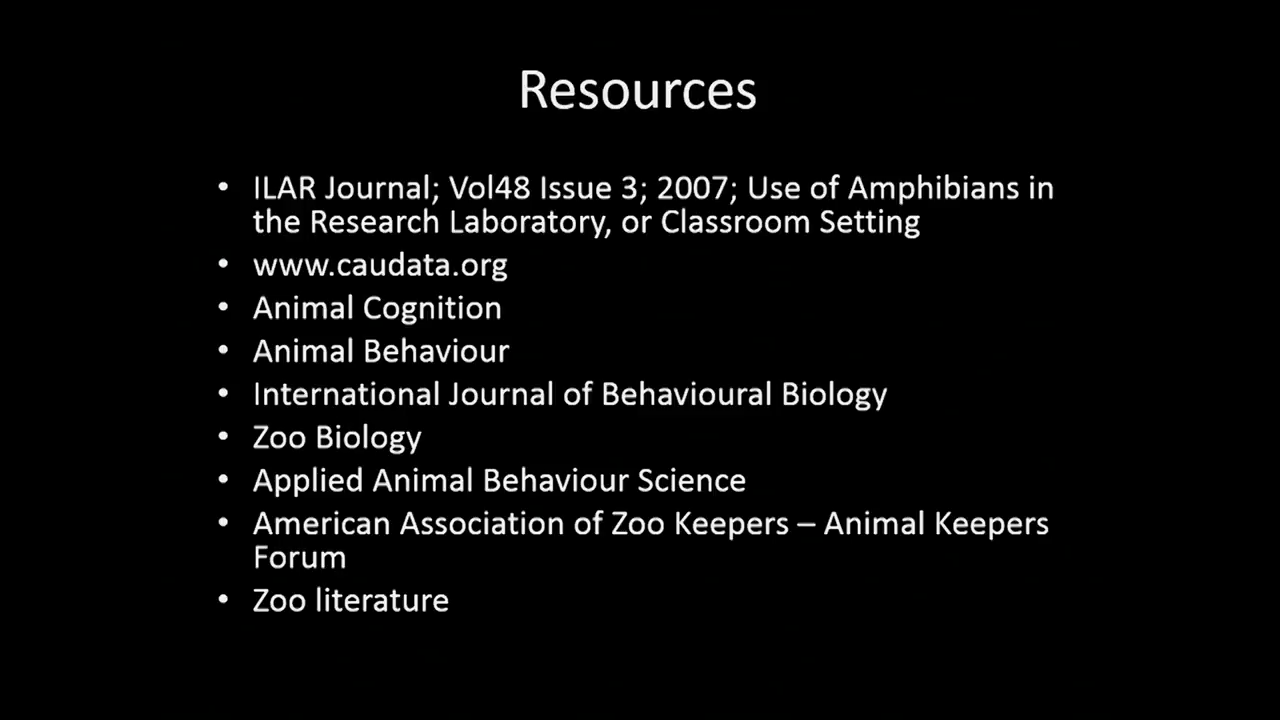 Resources
• ILAR Journal; Vol48 Issue 3; 2007; Use of Amphibians in
the Research Laboratory, or Classroom Setting
• www.caudata.org
• Animal Cognition
• Animal Behaviour
• International Journal of Behavioural Biology
• Zoo Biology
• Applied Animal Behaviour Science
• American Association of Zoo Keepers – Animal Keepers
Forum
• Zoo literature